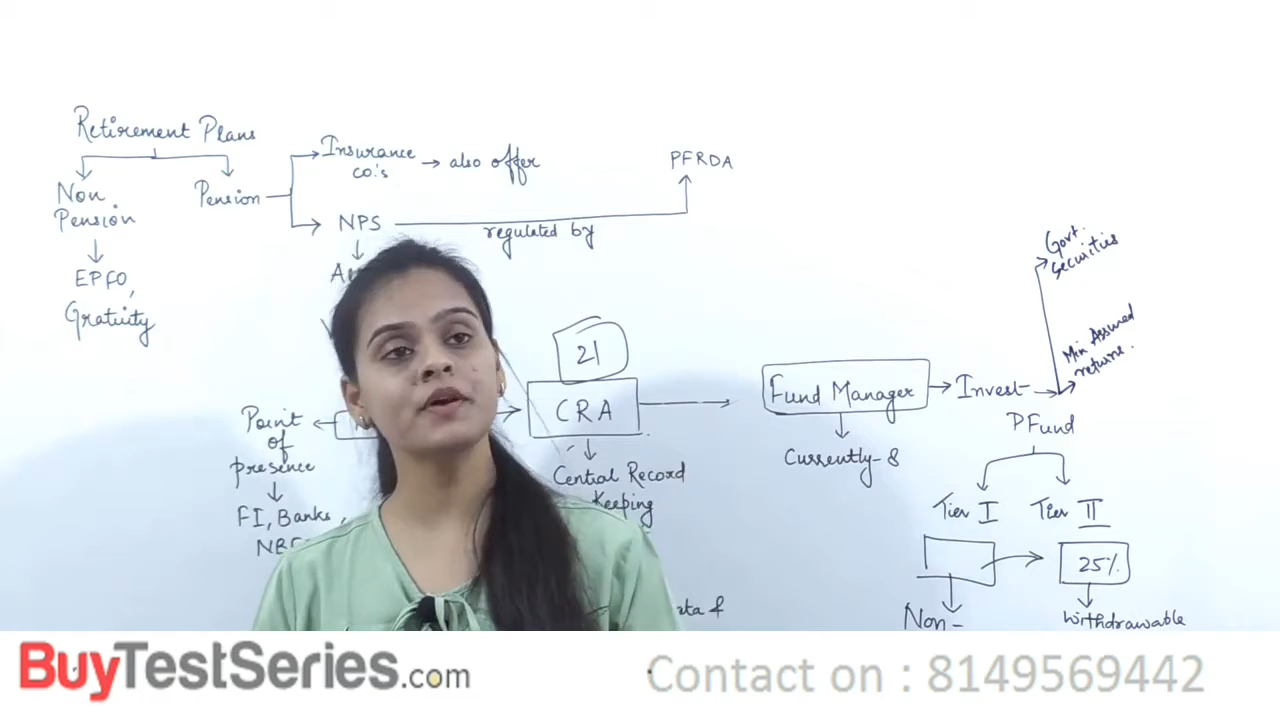 Retirement Plans
Non
Pension
EPFO,
Gratuity
Pension
Insurance
co's
also offer
NPS
regulated by
PFRDA
Govt.
Securities
Min Assured
return.
21
CRA
Central Record
Keeping
Point
of
presence
FI, Banks,
Fund Manager
Currently - 8
Invest
PFund
Tier I
Tier II
25%
Non -
withdrawable
BuyTestSeries.com
Contact on : 8149569442